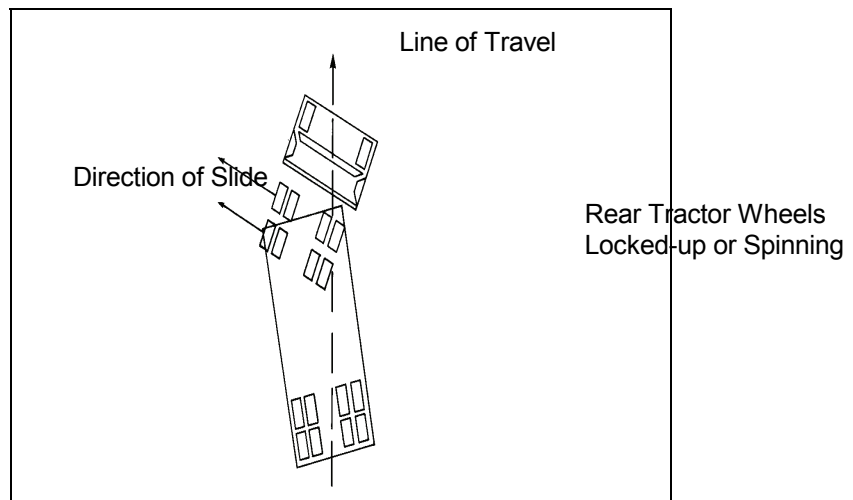 Line of Travel
Direction of Slide
Rear Tractor Wheels
Locked-up or Spinning